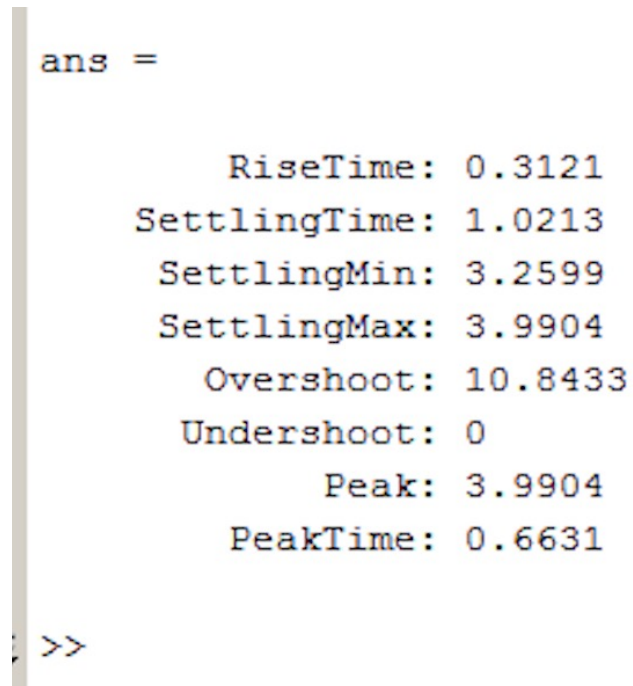 ans =
RiseTime: 0.3121
SettlingTime: 1.0213
SettlingMin: 3.2599
SettlingMax: 3.9904
Overshoot: 10.8433
Undershoot: 0
Peak: 3.9904
PeakTime: 0.6631
>>